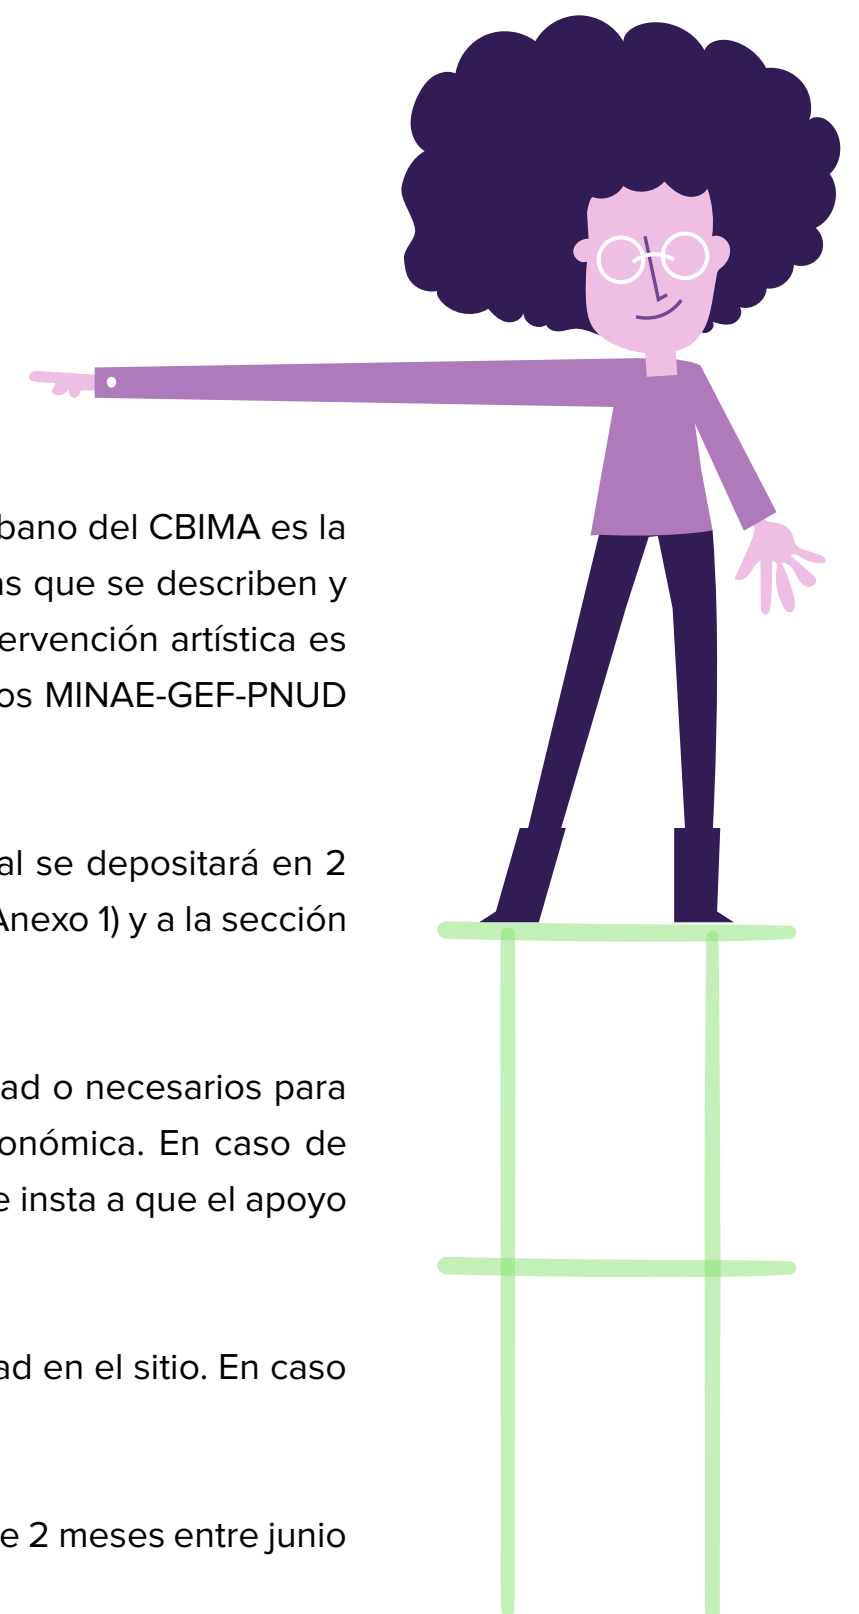 bano del CBIMA es la
as que se describen y
ervención artística es
os MINAE-GEF-PNUD
al se depositará en 2
Anexo 1) y a la sección
ad o necesarios para
onómica. En caso de
e insta a que el apoyo
ad en el sitio. En caso
e 2 meses entre junio